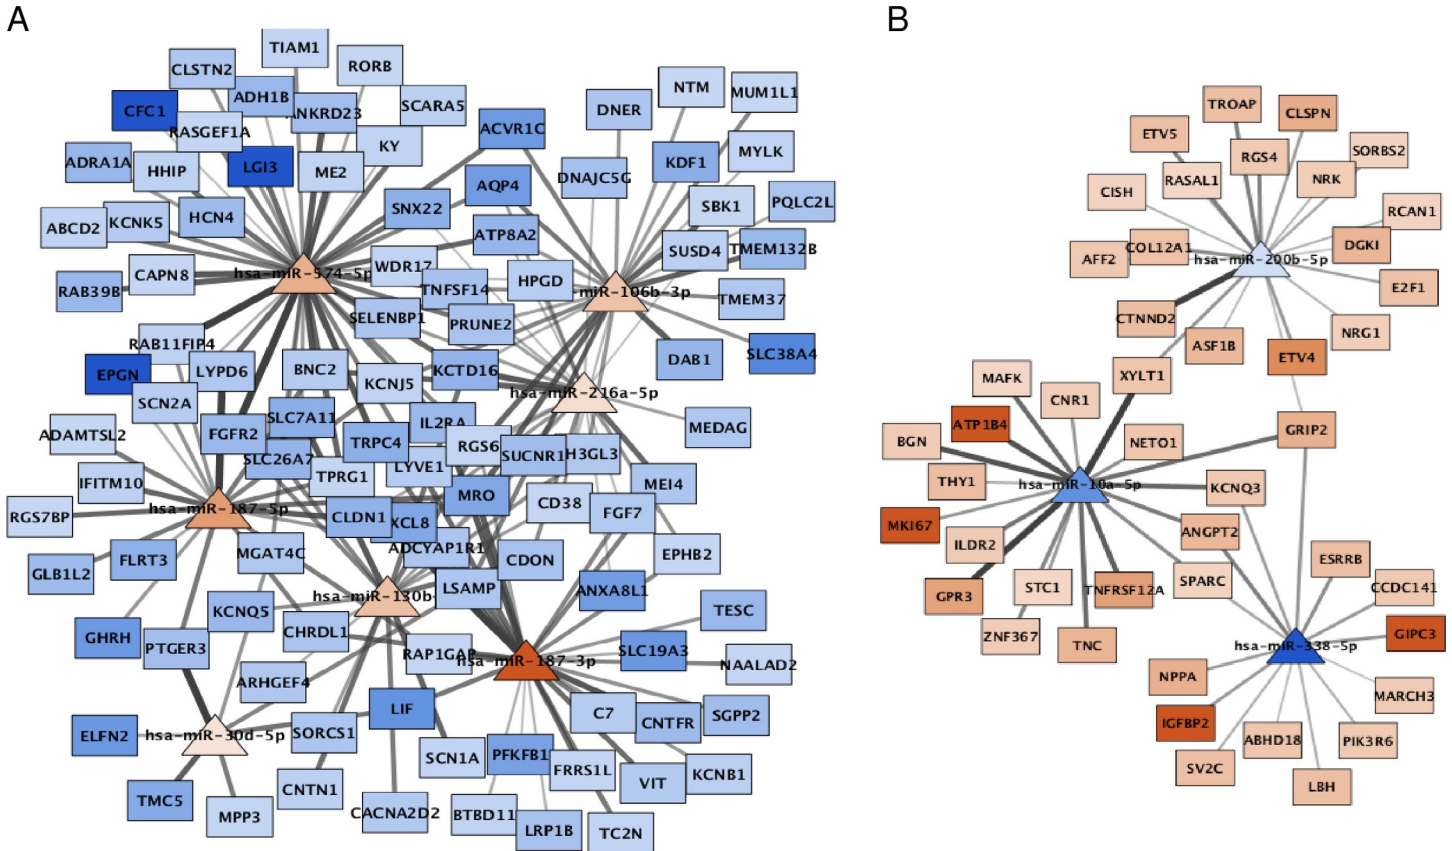 A
B
TIAM1
CLSTN2
RORB
CFC1
ADH1B
ANKRD23
SCARA5
RASGEF1A
ACVR1C
DNER
NTM
MUM1L1
ADRA1A
HHIP
LGI3
ME2
KY
KDF1
MYLK
AQP4
DNAJC5G
ABCD2
KCNK5
HCN4
SNX22
SBK1
PQLC2L
ATP8A2
SUSD4
TMEM132B
CAPN8
hsa-miR-574-5p
WDR17
HPGD
RAB39B
TNFSF14
-miR-106b-3p
TMEM37
SELENBP1
PRUNE2
RAB11FIP4
DAB1
SLC38A4
EPGN
LYPD6
BNC2
KCNJ5
KCTD16
SCN2A
hsa-miR-216a-5p
ADAMTSL2
FGFR2
SLC7A11
IL2RA
MEDAG
TRPC4
RGS6
SUCNR1
H3GL3
SLC26A7
LYVE1
IFITM10
TPRG1
MRO
MEI4
RGS7BP
hsa-miR-187-5p
CLDN1
XCL8
CD38
FGF7
GLB1L2
FLRT3
MGAT4C
ADCYAP1R1
CDON
EPHB2
hsa-miR-130b-
LSAMP
ANXA8L1
GHRH
KCNQ5
TESC
PTGER3
CHRDL1
RAP1GAP
hsa-miR-187-3p
SLC19A3
NAALAD2
ARHGEF4
LIF
C7
CNTFR
SGPP2
ELFN2
hsa-miR-30d-5p
SORCS1
SCN1A
PFKFB1
FRRS1L
VIT
KCNB1
TMC5
MPP3
CNTN1
CACNA2D2
BTBD11
LRP1B
TC2N
TROAP
CLSPN
ETV5
RGS4
SORBS2
CISH
RASAL1
NRK
RCAN1
AFF2
COL12A1
hsa-miR-200b-5p
DGKI
E2F1
CTNND2
ASF1B
NRG1
ETV4
MAFK
CNR1
XYLT1
ATP1B4
BGN
NETO1
GRIP2
THY1
hsa-miR-10a-5p
KCNQ3
MKI67
ILDR2
ANGPT2
GPR3
STC1
TNFRSF12A
SPARC
ESRRB
CCDC141
ZNF367
TNC
hsa-miR-338-5p
GIPC3
NPPA
MARCH3
IGFBP2
ABHD18
PIK3R6
SV2C
LBH